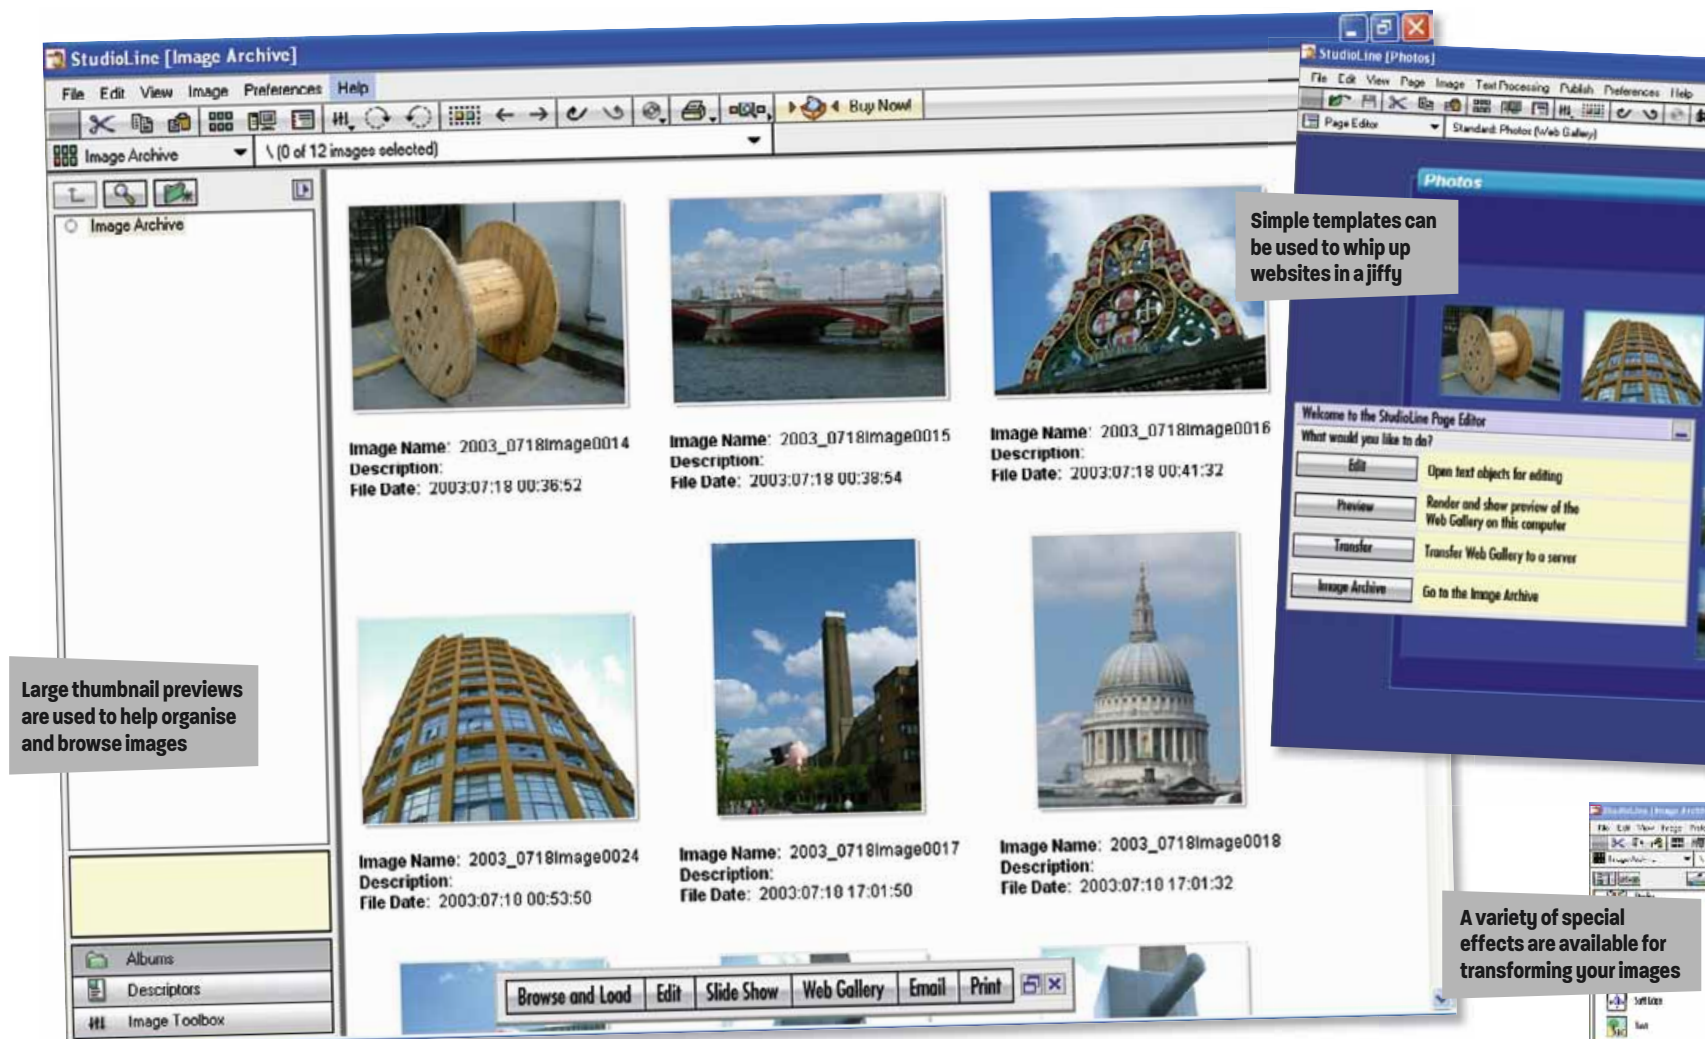 StudioLine [Image Archive]
File Edit View Image Preferences Help
Buy Now!
Image Archive
\ (0 of 12 images selected)
Image Archive
Image Name: 2003_0718Image0014
Description:
File Date: 2003:07:18 00:36:52
Image Name: 2003_0718Image0015
Description:
File Date: 2003:07:18 00:38:54
Image Name: 2003_0718Image0016
Description:
File Date: 2003:07:18 00:41:32
Image Name: 2003_0718Image0024
Description:
File Date: 2003:07:18 00:53:50
Image Name: 2003_0718Image0017
Description:
File Date: 2003:07:18 17:01:50
Image Name: 2003_0718Image0018
Description:
File Date: 2003:07:18 17:01:32
Albums
Descriptors
Image Toolbox
Browse and Load Edit Slide Show Web Gallery Email Print
Large thumbnail previews
are used to help organise
and browse images
StudioLine [Photos]
File Edit View Page Image Text Processing Publish Preferences Help
Page Editor
Standard: Photos (Web Gallery)
Photos
Simple templates can
be used to whip up
websites in a jiffy
Welcome to the StudioLine Page Editor
What would you like to do?
Edit
Open text objects for editing
Preview
Render and show preview of the
Web Gallery on this computer
Transfer
Transfer Web Gallery to a server
Image Archive
Go to the Image Archive
StudioLine [Image Archiv
File Edit View Image
A variety of special
effects are available for
transforming your images
Text